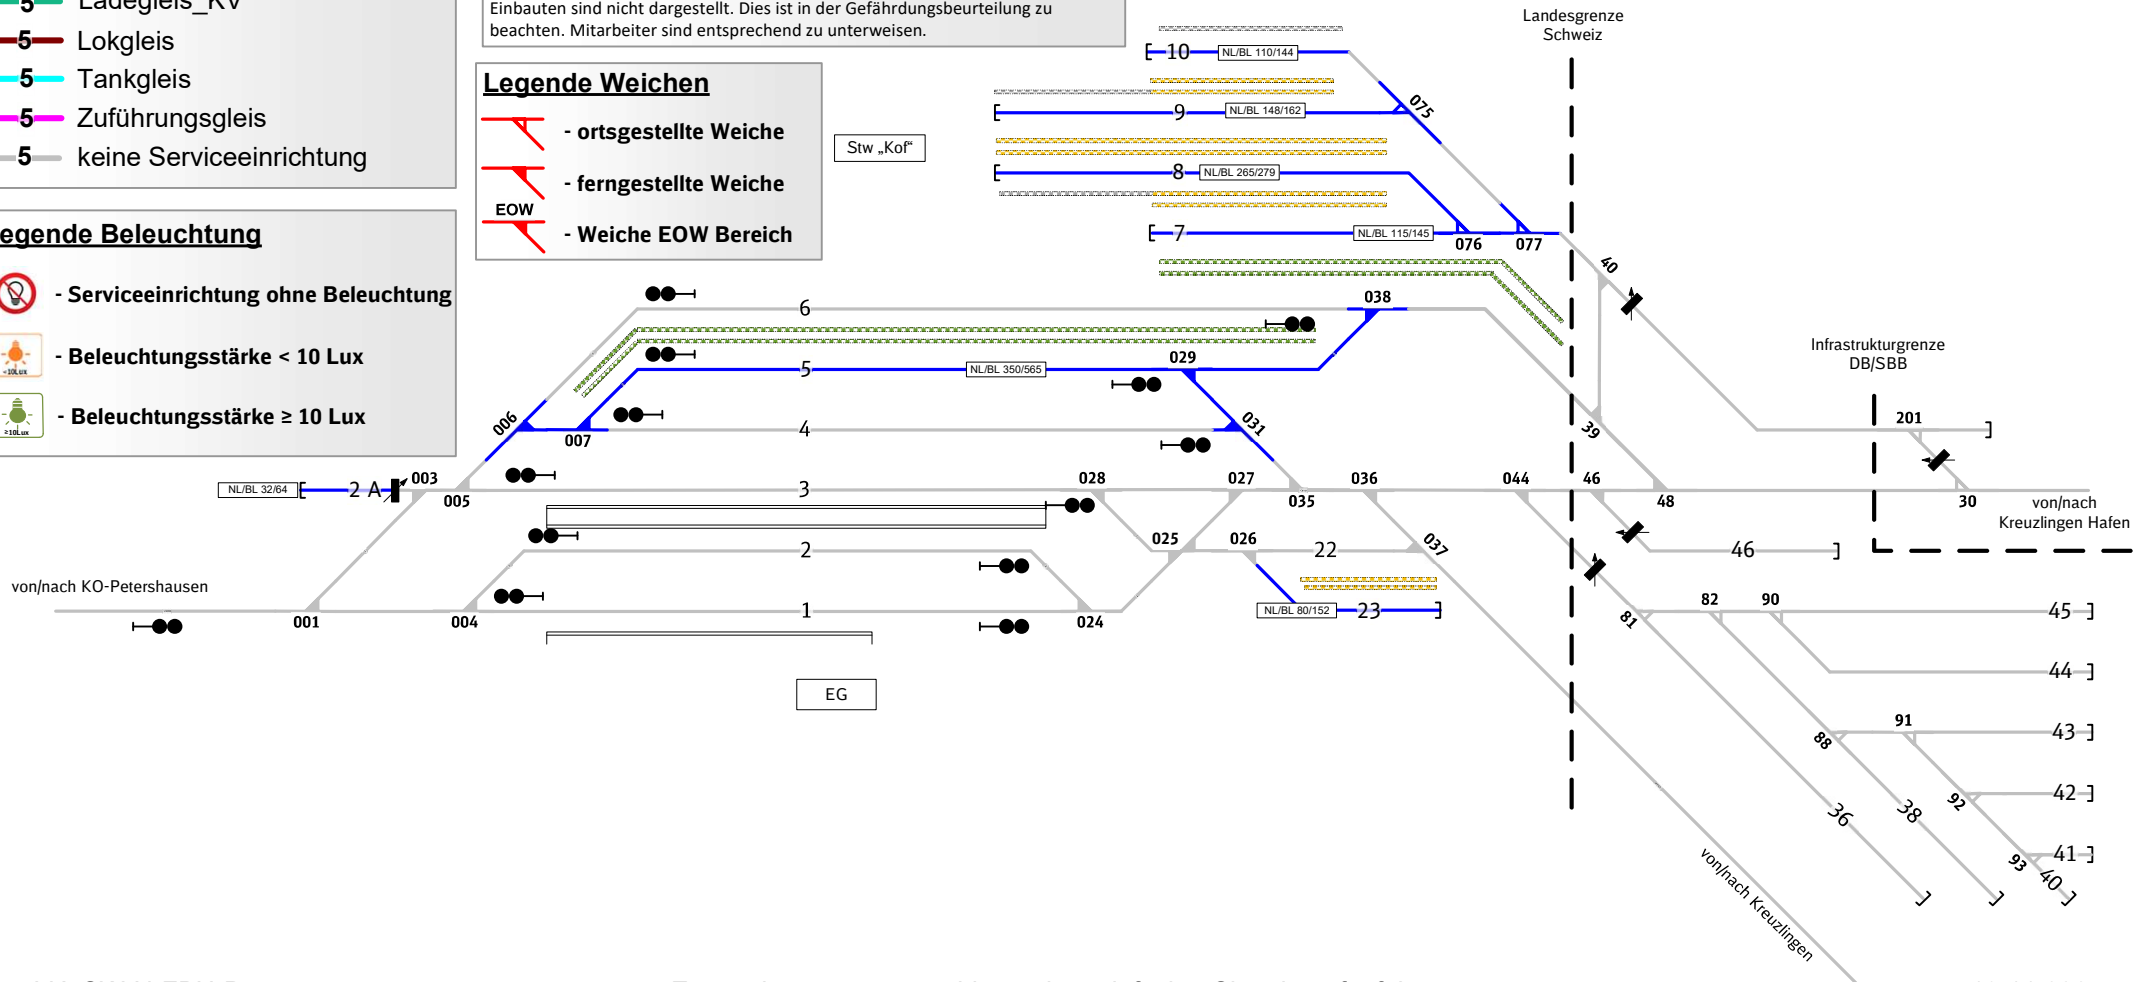 5 Ladegleis_KV
5 Lokgleis
5 Tankgleis
5 Zuführungsgleis
5 keine Serviceeinrichtung
Einbauten sind nicht dargestellt. Dies ist in der Gefährdungsbeurteilung zu
beachten. Mitarbeiter sind entsprechend zu unterweisen.
Legende Weichen
- ortsgestellte Weiche
- ferngestellte Weiche
EOW
- Weiche EOW Bereich
egende Beleuchtung
- Serviceeinrichtung ohne Beleuchtung
<10Lux
- Beleuchtungsstärke < 10 Lux
≥10Lux
- Beleuchtungsstärke ≥ 10 Lux
Stw „Kof"
Landesgrenze
Schweiz
10 NL/BL 110/144
075
9 NL/BL 148/162
8 NL/BL 265/279
7 NL/BL 115/145
076 077
40
6
038
Infrastrukturgrenze
DB/SBB
5 NL/BL 350/565
029
006
007
4
031
39
201
NL/BL 32/64
2 A
003
005
3
028
027
035
036
044
46
48
30
von/nach
Kreuzlingen Hafen
2
025
026
22
037
46
von/nach KO-Petershausen
001
004
1
024
NL/BL 80/152 23
81
82
90
45
44
EG
88
91
43
92
42
36
38
93
41
40
von/nach Kreuzlingen